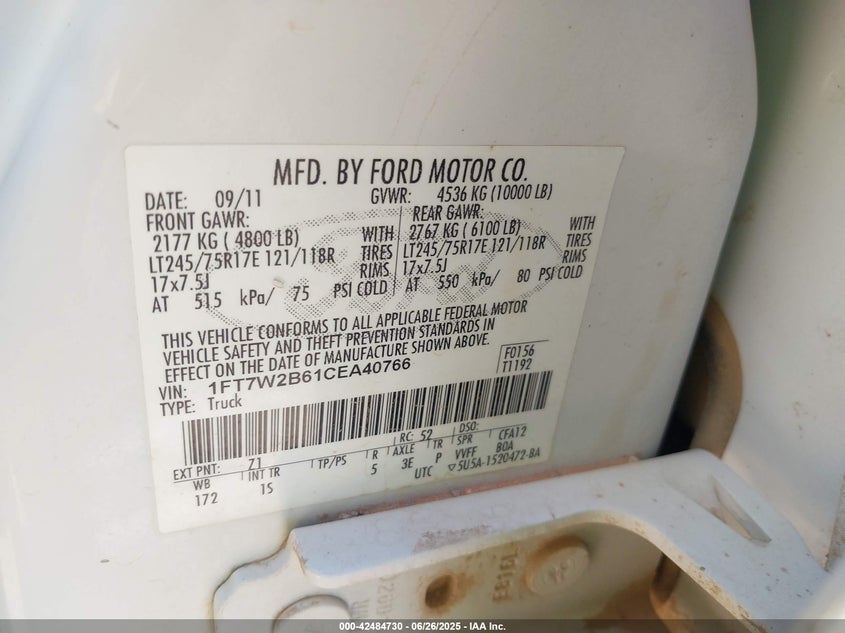 MFD. BY FORD MOTOR CO.
DATE: 09/11 GVWR: 4536 KG (10000 LB)
FRONT GAWR: REAR GAWR:
2177 KG ( 4800 LB) WITH 2767 KG ( 6100 LB) WITH
LT245/75R17E 121/118R TIRES LT245/75R17E 121/118R TIRES
17x7.5J RIMS 17x7.5J RIMS
AT 515 kPa/ 75 PSI COLD AT 550 kPa/ 80 PSI COLD
THIS VEHICLE CONFORMS TO ALL APPLICABLE FEDERAL MOTOR
VEHICLE SAFETY AND THEFT PREVENTION STANDARDS IN
EFFECT ON THE DATE OF MANUFACTURE SHOWN ABOVE.
F0156
T1192
VIN: 1FT7W2B61CEA40766
TYPE: Truck
RC: 52 DSO:
EXT PNT: 71 TP/PS R AXLE TR SPR CFA12
WB INT TR 5 3E P VVFF BOA
172 1S UTC ▽5U5A-1520472-BA
000-42484730 - 06/26/2025 - © IAA Inc.